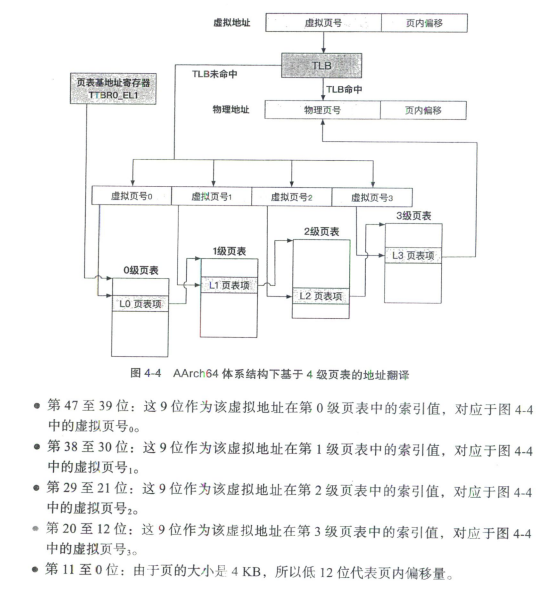 虚拟地址 虚拟页号 页内偏移
TLB
TLB未命中
TLB命中
页表基地址寄存器
TTBR0_EL1
物理地址 物理页号 页内偏移
虚拟页号0 虚拟页号1 虚拟页号2 虚拟页号3
3级页表
2级页表
1级页表
0级页表
L3 页表项
L1 页表项
L2 页表项
L0 页表项
图 4-4 AArch64 体系结构下基于 4 级页表的地址翻译
● 第 47 至 39 位：这 9 位作为该虚拟地址在第 0 级页表中的索引值，对应于图 4-4
中的虚拟页号₀。
● 第 38 至 30 位：这 9 位作为该虚拟地址在第 1 级页表中的索引值，对应于图 4-4
中的虚拟页号₁。
● 第 29 至 21 位：这 9 位作为该虚拟地址在第 2 级页表中的索引值，对应于图 4-4
中的虚拟页号₂。
● 第 20 至 12 位：这 9 位作为该虚拟地址在第 3 级页表中的索引值，对应于图 4-4
中的虚拟页号₃。
● 第 11 至 0 位：由于页的大小是 4 KB，所以低 12 位代表页内偏移量。